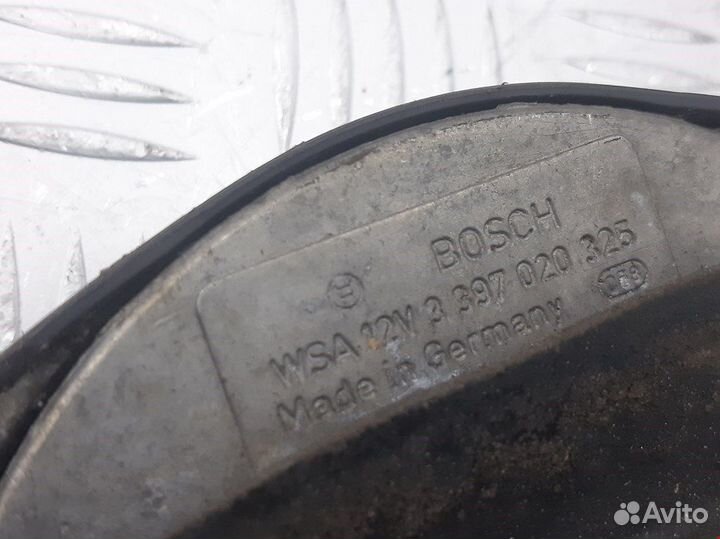 BOSCH
WSA 12V 3 397 020 325
Made in Germany
Avito